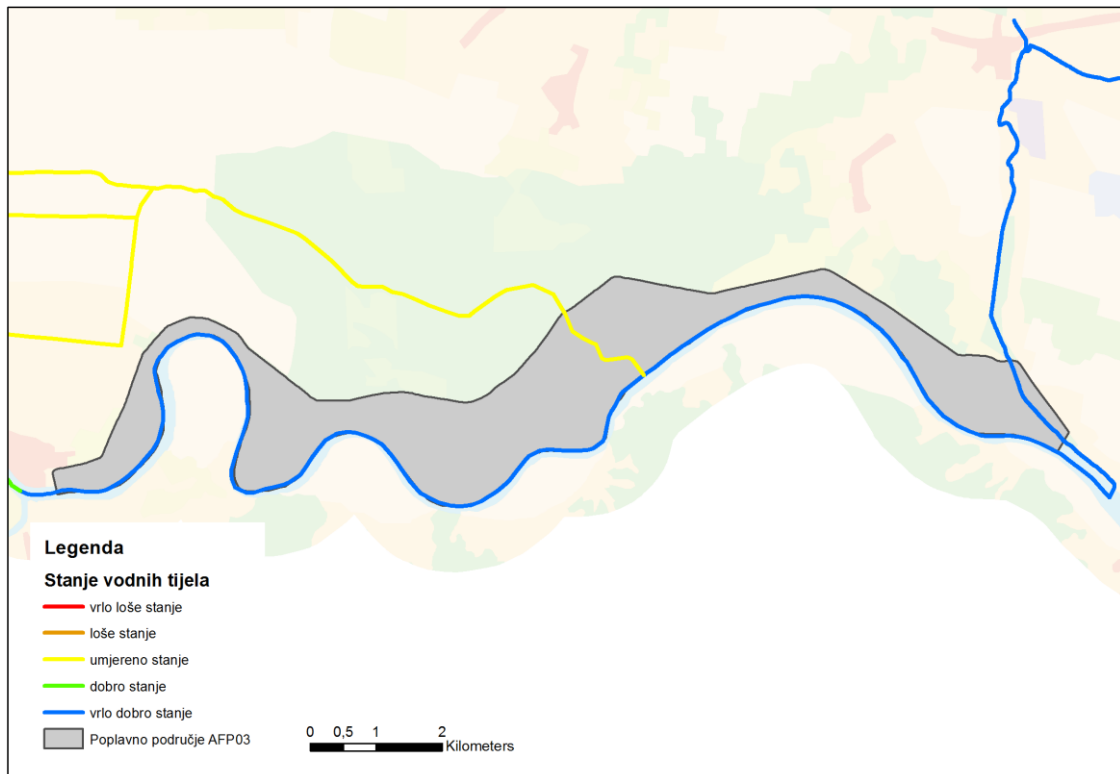 Legenda
Stanje vodnih tijela
vrlo loše stanje
loše stanje
umjereno stanje
dobro stanje
vrlo dobro stanje
Poplavno područje AFP03
0 0,5 1 2
Kilometers